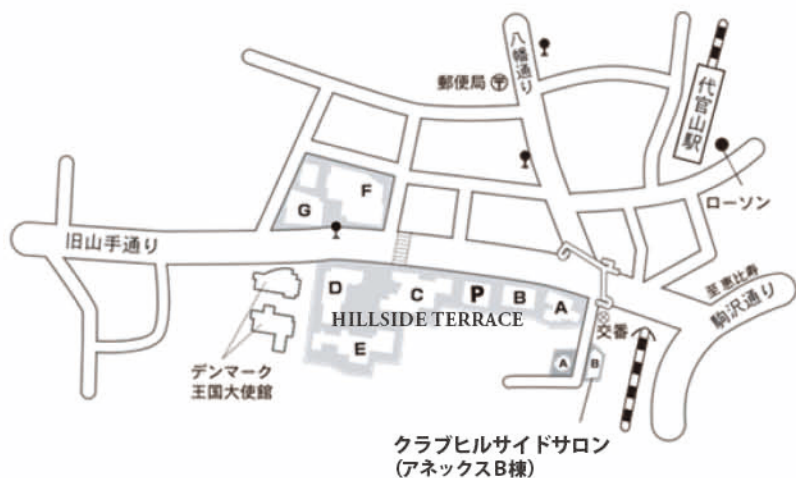 八幡通り
郵便局
代官山駅
ローソン
F
G
旧山手通り
至恵比寿
駒沢通り
D
C
P
B
A
HILLSIDE TERRACE
E
交番
A
B
デンマーク
王国大使館
クラブヒルサイドサロン
(アネックスB棟)